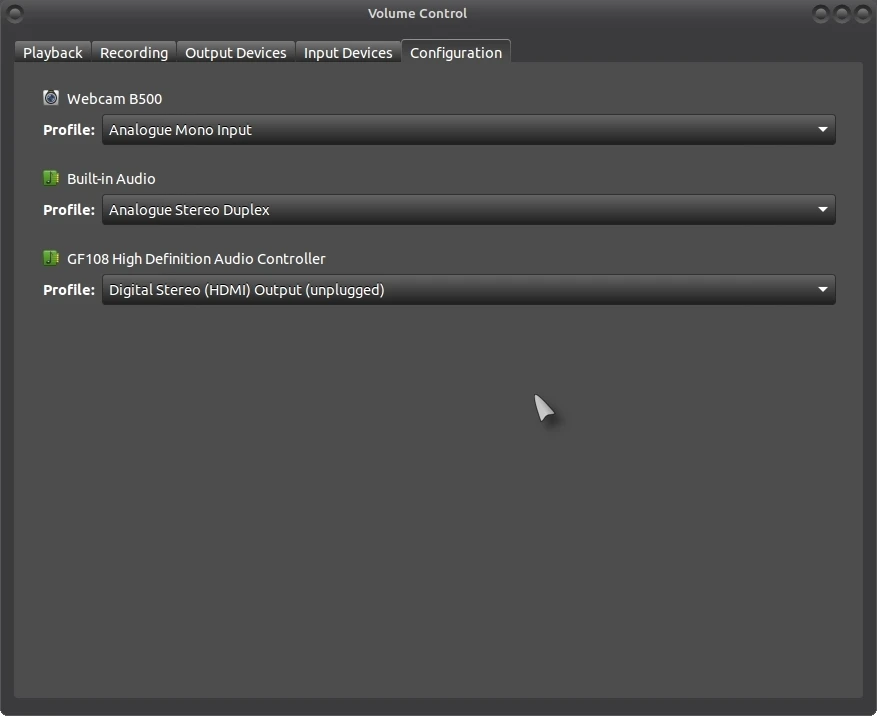 Volume Control
Playback Recording Output Devices Input Devices Configuration
Webcam B500
Profile: Analogue Mono Input
Built-in Audio
Profile: Analogue Stereo Duplex
GF108 High Definition Audio Controller
Profile: Digital Stereo (HDMI) Output (unplugged)